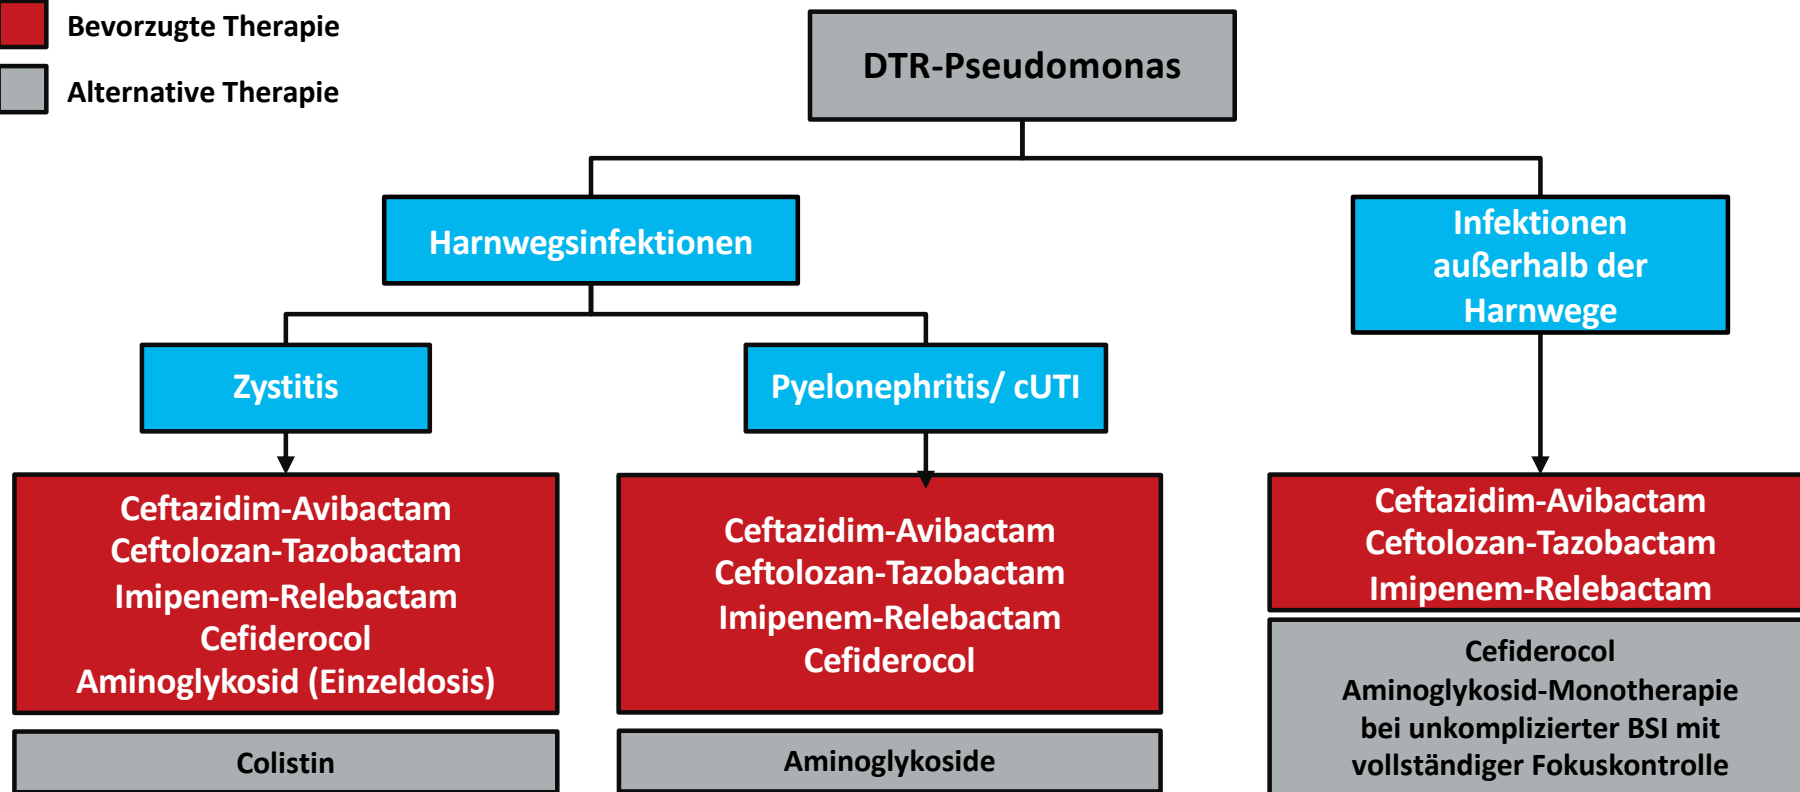 Bevorzugte Therapie
Alternative Therapie
DTR-Pseudomonas
Harnwegsinfektionen
Infektionen
außerhalb der
Harnwege
Zystitis
Pyelonephritis/ cUTI
Ceftazidim-Avibactam
Ceftolozan-Tazobactam
Imipenem-Relebactam
Cefiderocol
Aminoglykosid (Einzeldosis)
Colistin
Ceftazidim-Avibactam
Ceftolozan-Tazobactam
Imipenem-Relebactam
Cefiderocol
Aminoglykoside
Ceftazidim-Avibactam
Ceftolozan-Tazobactam
Imipenem-Relebactam
Cefiderocol
Aminoglykosid-Monotherapie
bei unkomplizierter BSI mit
vollständiger Fokuskontrolle